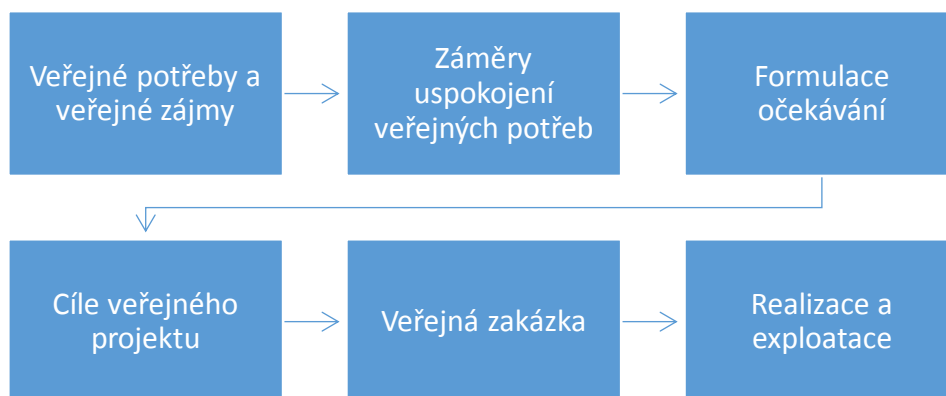 Veřejné potřeby a
veřejné zájmy
Záměry
uspokojení
veřejných potřeb
Formulace
očekávání
Cíle veřejného
projektu
Veřejná zakázka
Realizace a
exploatace